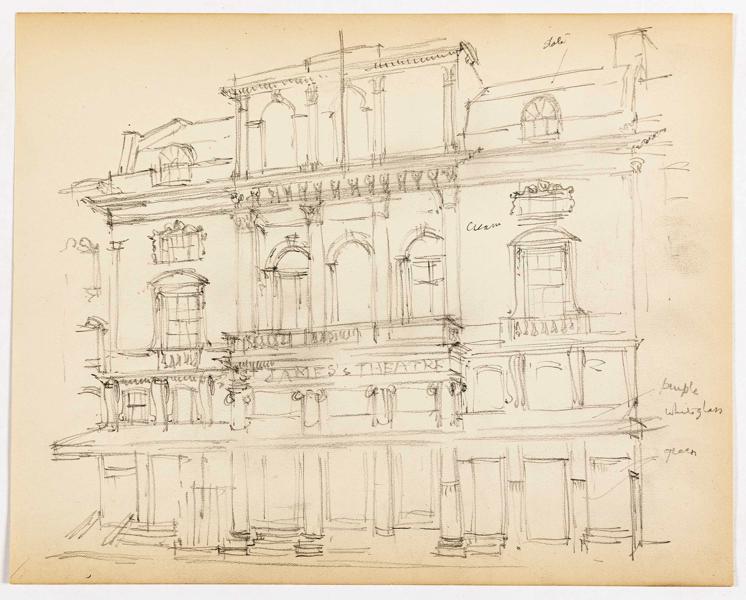 Slate
Cream
JAMES'S THEATRE
purple
White glass
green